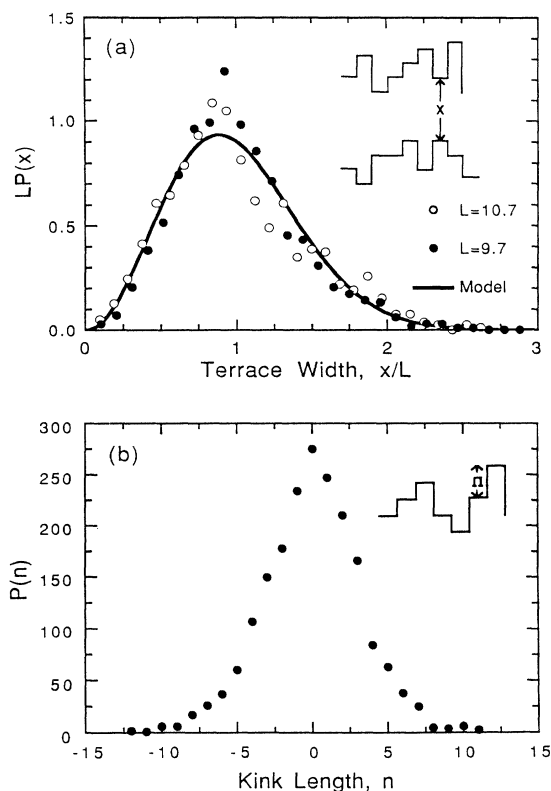 1.5
(a)
1.0
LP(x)
x
0.5
L=10.7
L=9.7
Model
0.0
0 1 2 3
Terrace Width, x/L
300
(b)
250
n
200
P(n)
150
100
50
0
-15 -10 -5 0 5 10 15
Kink Length, n